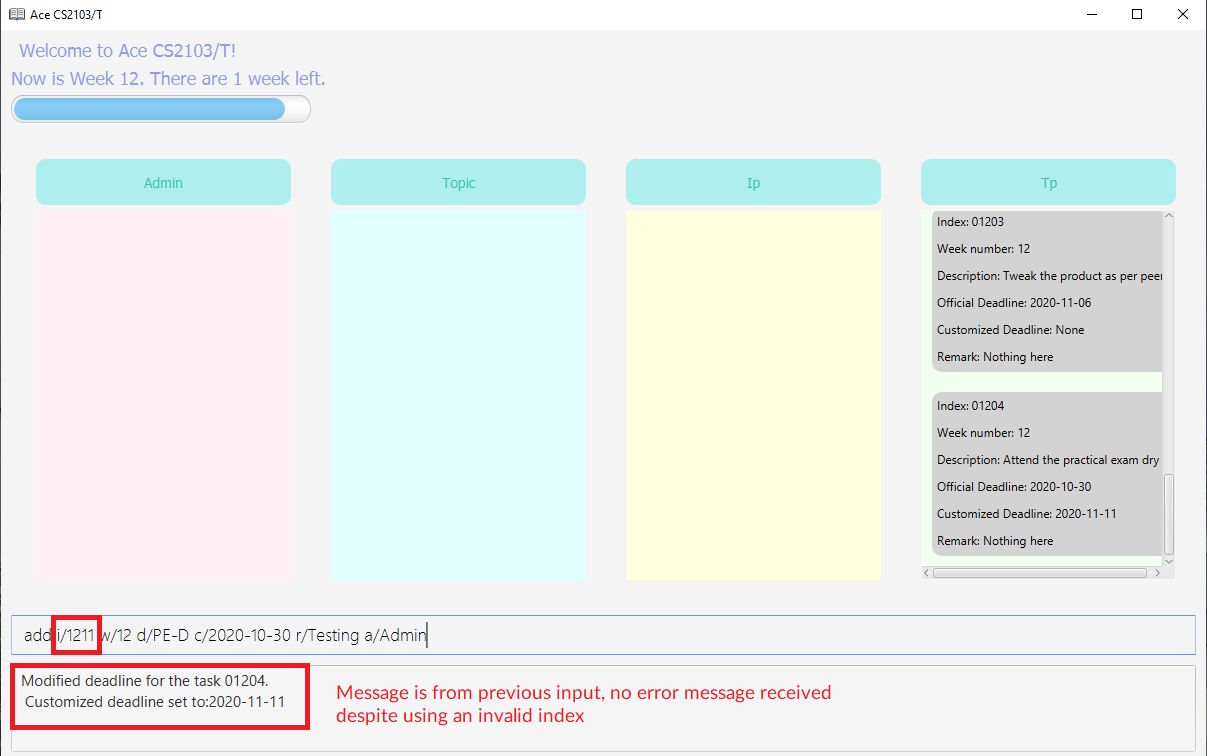 Ace CS2103/T
Welcome to Ace CS2103/T!
Now is Week 12. There are 1 week left.
Admin
Topic
Ip
Tp
Index: 01203
Week number: 12
Description: Tweak the product as per peer
Official Deadline: 2020-11-06
Customized Deadline: None
Remark: Nothing here
Index: 01204
Week number: 12
Description: Attend the practical exam dry
Official Deadline: 2020-10-30
Customized Deadline: 2020-11-11
Remark: Nothing here
add i/1211 w/12 d/PE-D c/2020-10-30 r/Testing a/Admin
Modified deadline for the task 01204.
Customized deadline set to:2020-11-11
Message is from previous input, no error message received
despite using an invalid index